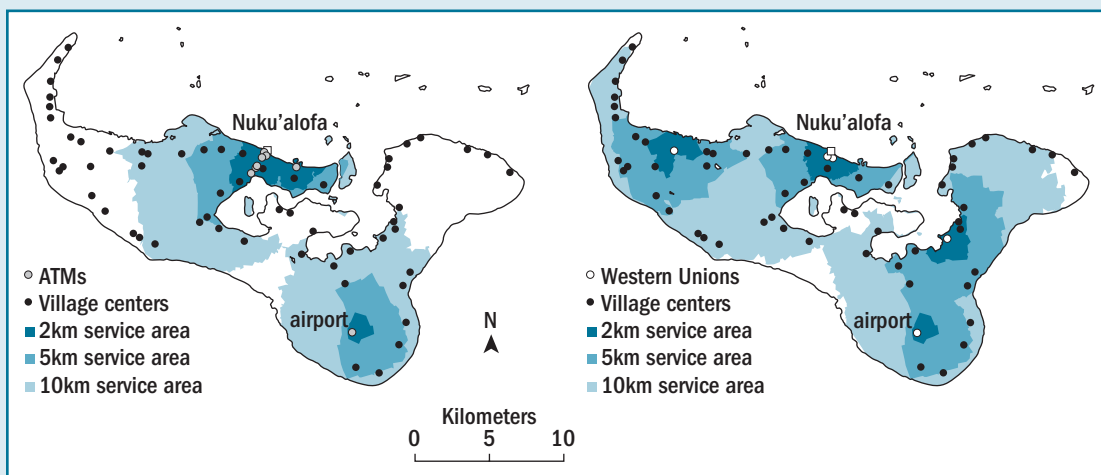 Nuku'alofa
airport
ATMs
Village centers
2km service area
5km service area
10km service area
N
Kilometers
0 5 10
Nuku'alofa
airport
Western Unions
Village centers
2km service area
5km service area
10km service area